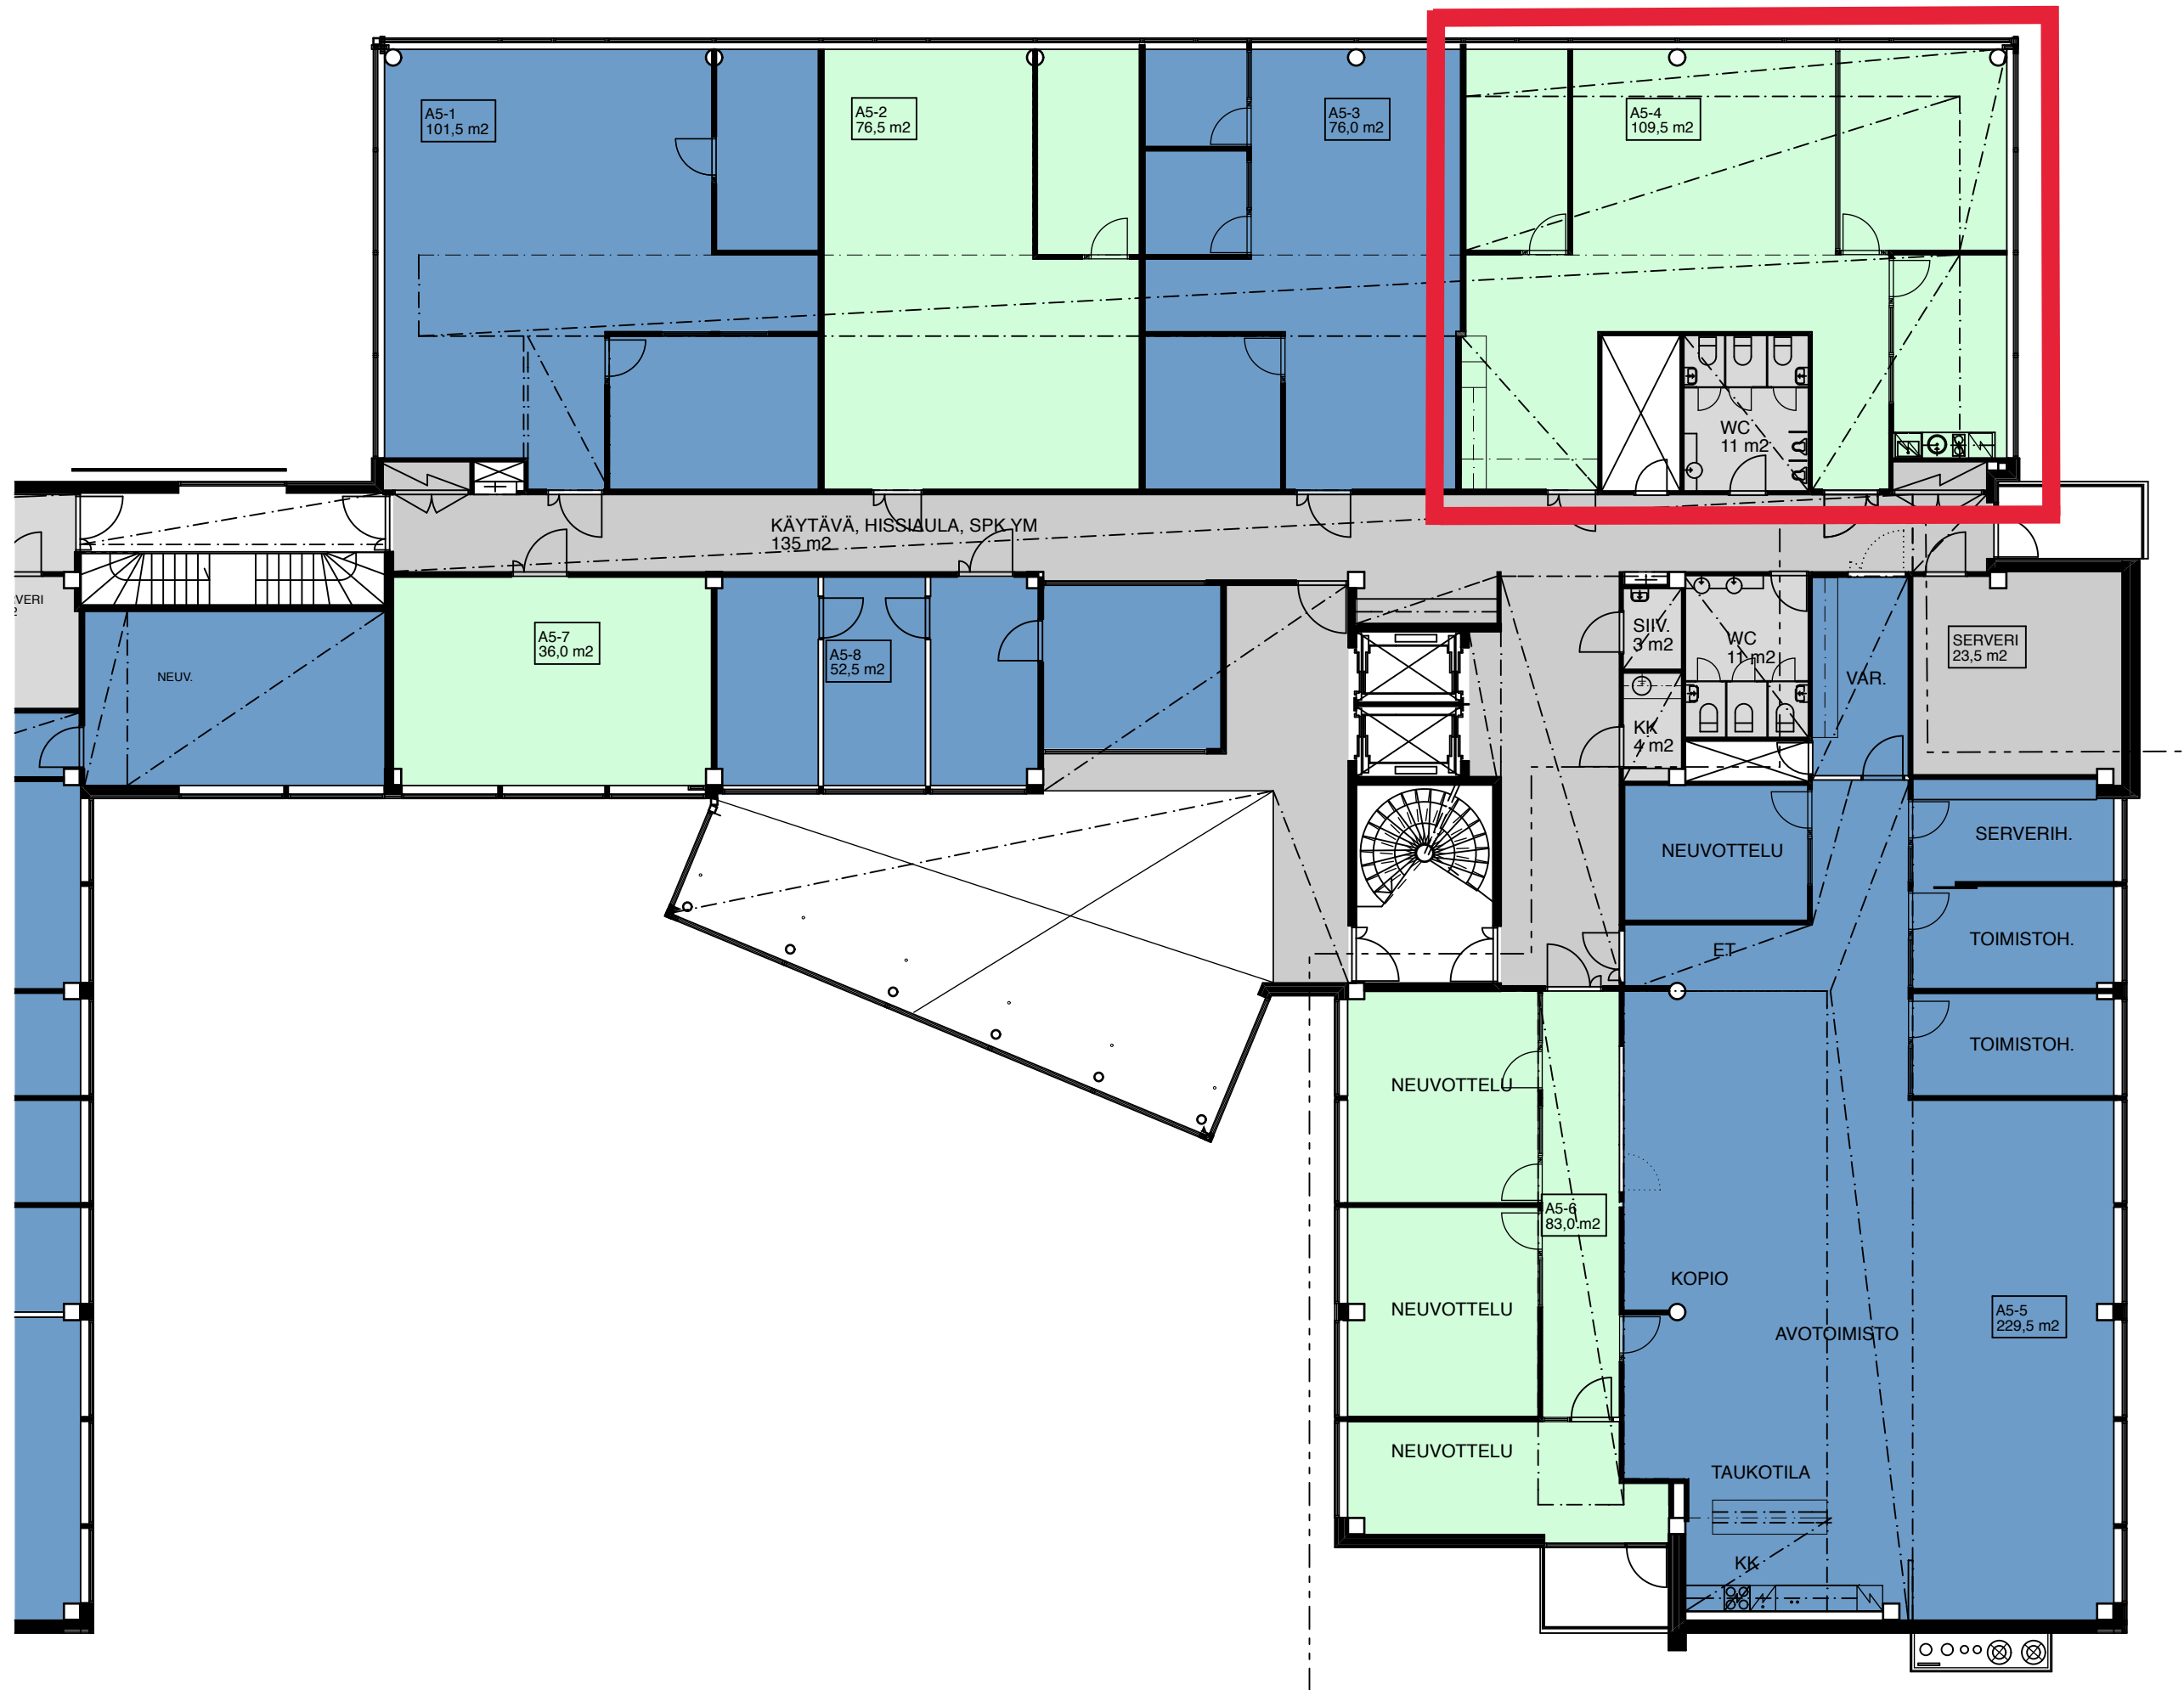 A5-1
101,5 m2
A5-2
76,5 m2
A5-3
76,0 m2
A5-4
109,5 m2
WC
11 m2
KÄYTÄVÄ, HISSIAULA, SPK YM
135 m2
VERI
A5-7
36,0 m2
A5-8
52,5 m2
NEUV.
SIIV.
3 m2
WC
11 m2
KK
4 m2
VAR.
SERVERI
23,5 m2
NEUVOTTELU
SERVERIH.
ET
TOIMISTOH.
TOIMISTOH.
NEUVOTTELU
A5-6
83,0 m2
KOPIO
NEUVOTTELU
AVOTOIMISTO
A5-5
229,5 m2
NEUVOTTELU
TAUKOTILA
KK